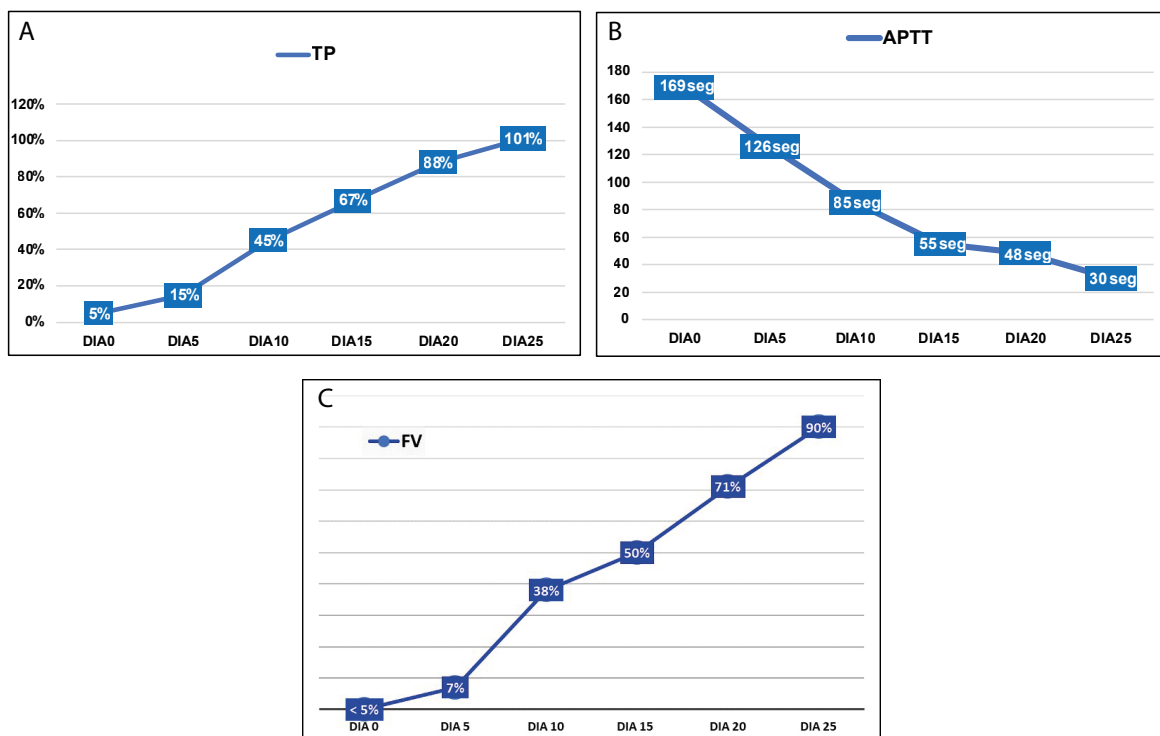 A
TP
120%
100%
80%
60%
40%
20%
0%
5%
15%
45%
67%
88%
101%
DIA0 DIA5 DIA10 DIA15 DIA20 DIA25
B
APTT
180
160
140
120
100
80
60
40
20
0
169seg
126seg
85seg
55seg
48seg
30seg
DIA0 DIA5 DIA10 DIA15 DIA20 DIA25
C
FV
< 5%
7%
38%
50%
71%
90%
DIA 0 DIA 5 DIA 10 DIA 15 DIA 20 DIA 25